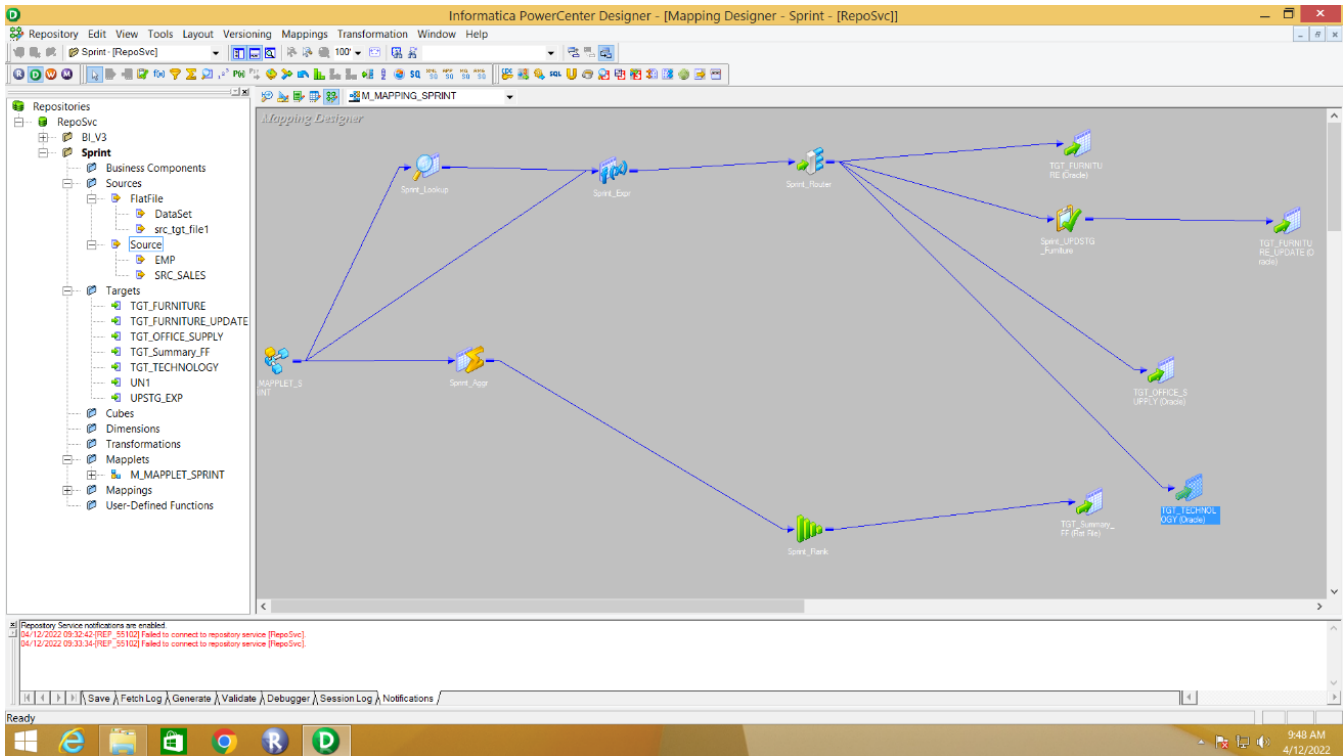 Informatica PowerCenter Designer - [Mapping Designer - Sprint - [RepoSvc]]
Repository Edit View Tools Layout Versioning Mappings Transformation Window Help
Sprint - [RepoSvc]
100%
M_MAPPING_SPRINT
Repositories
RepoSvc
BI_V3
Sprint
Business Components
Sources
FlatFile
DataSet
src_tgt_file1
Source
EMP
SRC_SALES
Targets
TGT_FURNITURE
TGT_FURNITURE_UPDATE
TGT_OFFICE_SUPPLY
TGT_Summary_FF
TGT_TECHNOLOGY
UN1
UPSTG_EXP
Cubes
Dimensions
Transformations
Mapplets
M_MAPPLET_SPRINT
Mappings
User-Defined Functions
Mapping Designer
Sprint_Lookup
Sprint_Expr
Sprint_Router
TGT_FURNITU
RE (Oracle)
Sprint_UPDSTG
_Furniture
TGT_FURNITU
RE_UPDATE (O
racle)
MAPPLET_S
INT
Sprint_Aggr
TGT_OFFICE_S
UPPLY (Oracle)
TGT_TECHNOL
OGY (Oracle)
TGT_Summary_
FF (Flat File)
Sprint_Rank
Repository Service notifications are enabled.
04/12/2022 09:32:42-[REP_55102] Failed to connect to repository service [RepoSvc].
04/12/2022 09:33:34-[REP_55102] Failed to connect to repository service [RepoSvc].
Save Fetch Log Generate Validate Debugger Session Log Notifications
Ready
9:48 AM
4/12/2022